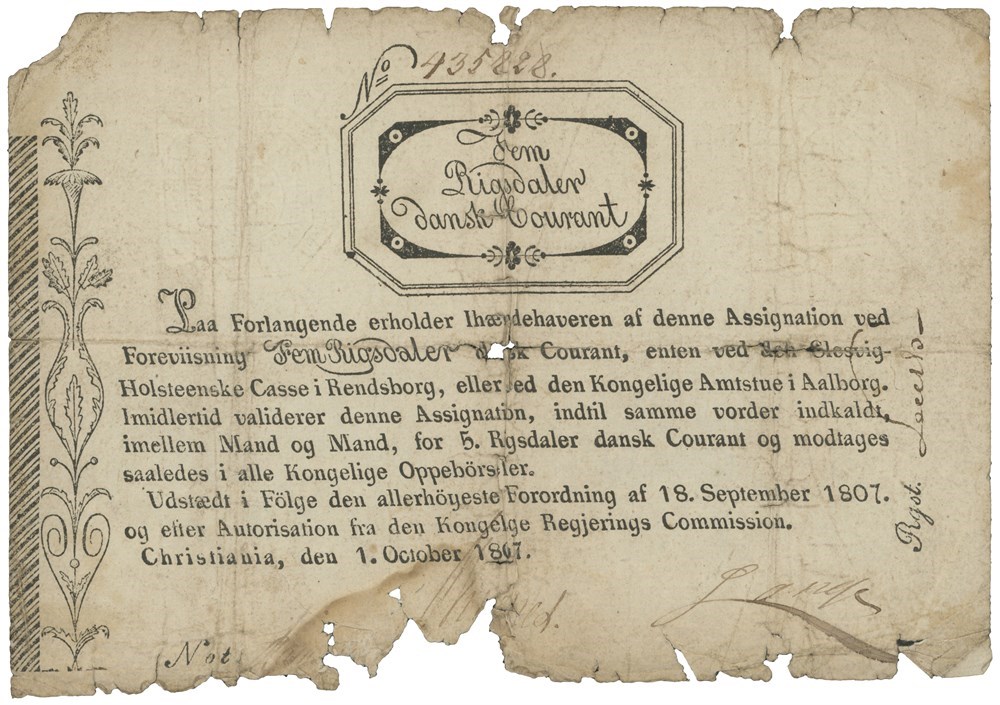 No 435828.
Fem
Rigsdaler
dansk Courant
Paa Forlangende erholder Ihændehaveren af denne Assignation ved
Foreviisning Fem Rigsdaler dansk Courant, enten ved den Slesvig-
Holsteenske Casse i Rendsborg, eller ved den Kongelige Amtstue i Aalborg.
Imidlertid validerer denne Assignation, indtil samme vorder indkaldt,
imellem Mand og Mand, for 5. Rgsdaler dansk Courant og modtages
saaledes i alle Kongelige Oppebörsler.
Udstædt i Fölge den allerhöyeste Forordning af 18. September 1807.
og efter Autorisation fra den Kongelge Regjerings Commission.
Christiania, den 1. October 1807.
Not
Rgst.